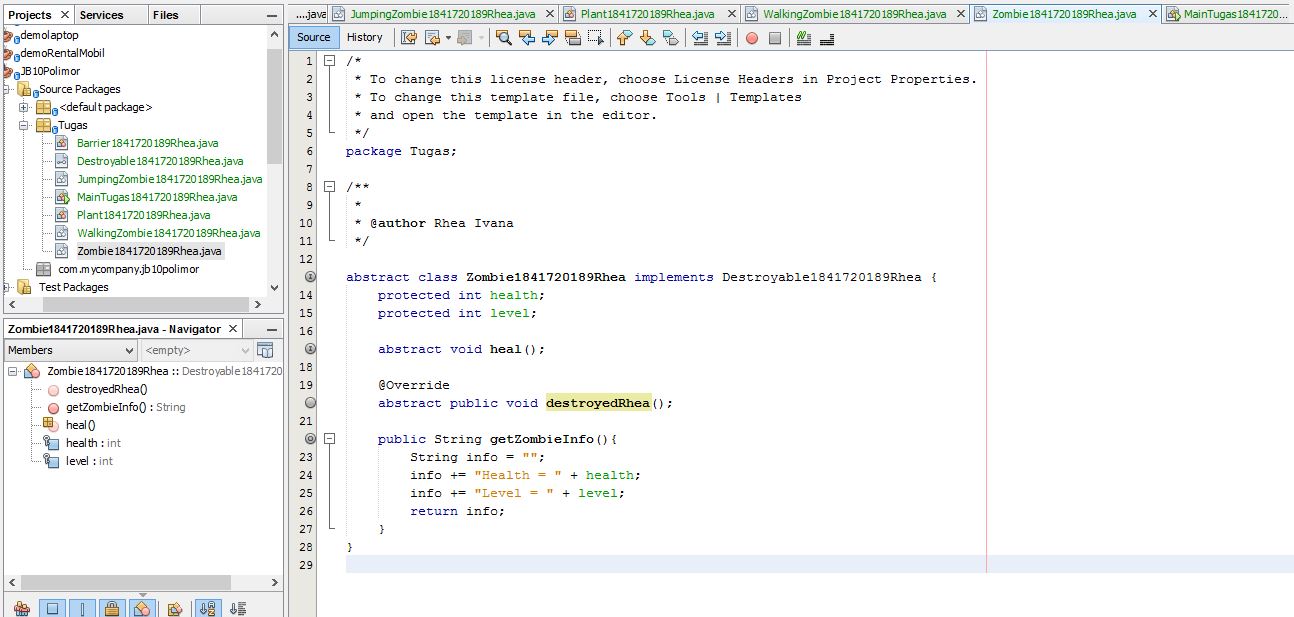 Projects Services Files
demolaptop
demoRentalMobil
JB10Polimor
Source Packages
<default package>
Tugas
Barrier1841720189Rhea.java
Destroyable1841720189Rhea.java
JumpingZombie1841720189Rhea.java
MainTugas1841720189Rhea.java
Plant1841720189Rhea.java
WalkingZombie1841720189Rhea.java
Zombie1841720189Rhea.java
com.mycompany.jb10polimor
Test Packages
Zombie1841720189Rhea.java - Navigator
Members <empty>
Zombie1841720189Rhea :: Destroyable1841720
destroyedRhea()
getZombieInfo() : String
heal()
health : int
level : int
....java JumpingZombie1841720189Rhea.java Plant1841720189Rhea.java WalkingZombie1841720189Rhea.java Zombie1841720189Rhea.java MainTugas1841720...
Source History
1 /*
2 * To change this license header, choose License Headers in Project Properties.
3 * To change this template file, choose Tools | Templates
4 * and open the template in the editor.
5 */
6 package Tugas;
7
8 /**
9 *
10 * @author Rhea Ivana
11 */
12
abstract class Zombie1841720189Rhea implements Destroyable1841720189Rhea {
14 protected int health;
15 protected int level;
16
abstract void heal();
18
19 @Override
abstract public void destroyedRhea();
21
public String getZombieInfo(){
23 String info = "";
24 info += "Health = " + health;
25 info += "Level = " + level;
26 return info;
27 }
28 }
29